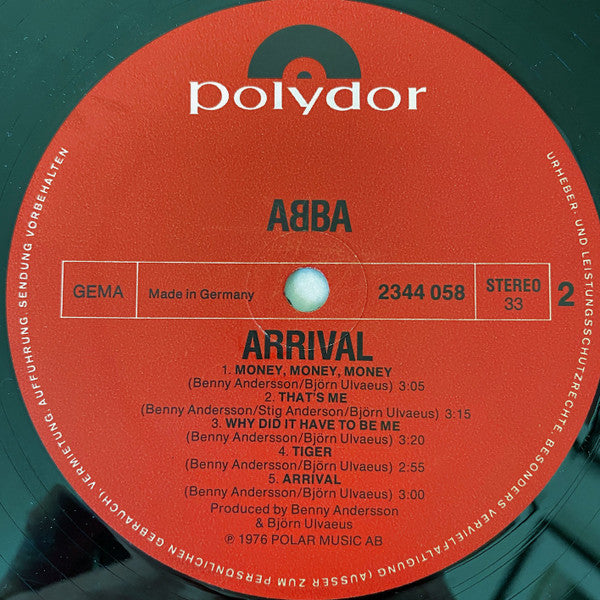 polydor
ABBA
GEMA
Made in Germany
2344 058
STEREO
33
2
ARRIVAL
1. MONEY, MONEY, MONEY
(Benny Andersson/Björn Ulvaeus) 3:05
2. THAT'S ME
(Benny Andersson/Stig Anderson/Björn Ulvaeus) 3:15
3. WHY DID IT HAVE TO BE ME
(Benny Andersson/Björn Ulvaeus) 3:20
4. TIGER
(Benny Andersson/Björn Ulvaeus) 2:55
5. ARRIVAL
(Benny Andersson/Björn Ulvaeus) 3:00
Produced by Benny Andersson
& Björn Ulvaeus
℗ 1976 POLAR MUSIC AB
URHEBER- UND LEISTUNGSSCHUTZRECHTE, BESONDERS VERVIELFÄLTIGUNG (AUSSER ZUM PERSÖNLICHEN GEBRAUCH), VERMIETUNG, AUFFÜHRUNG, SENDUNG VORBEHALTEN